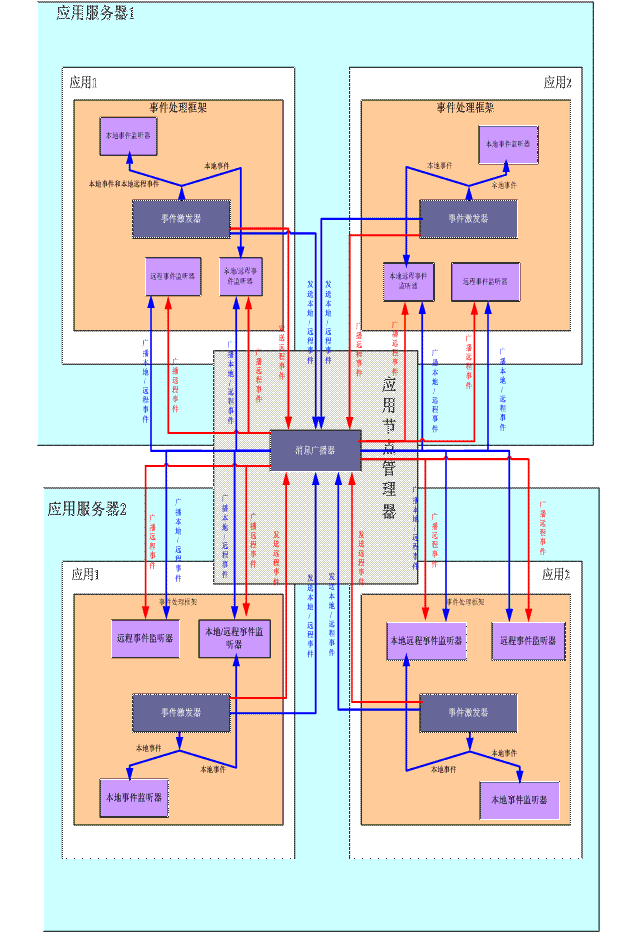 应用服务器1
应用1
应用2
事件处理框架
事件处理框架
本地事件监听器
本地事件监听器
本地事件
本地事件
本地事件和本地远程事件
本地事件
事件激发器
事件激发器
远程事件监听器
本地/远程事件监听器
本地远程事件监听器
远程事件监听器
发送本地/远程事件
发送本地/远程事件
发送远程事件
广播远程事件
广播远程事件
广播本地/远程事件
广播远程事件
广播本地/远程事件
广播远程事件
广播本地/远程事件
广播远程事件
广播本地/远程事件
应用节点管理器
消息广播器
应用服务器2
广播远程事件
广播本地/远程事件
广播本地/远程事件
广播远程事件
发送远程事件
发送本地/远程事件
发送本地/远程事件
发送远程事件
广播本地/远程事件
广播远程事件
广播远程事件
应用1
应用2
事件处理框架
事件处理框架
远程事件监听器
本地/远程事件监听器
本地远程事件监听器
远程事件监听器
事件激发器
事件激发器
本地事件
本地事件
本地事件
本地事件
本地事件监听器
本地事件监听器